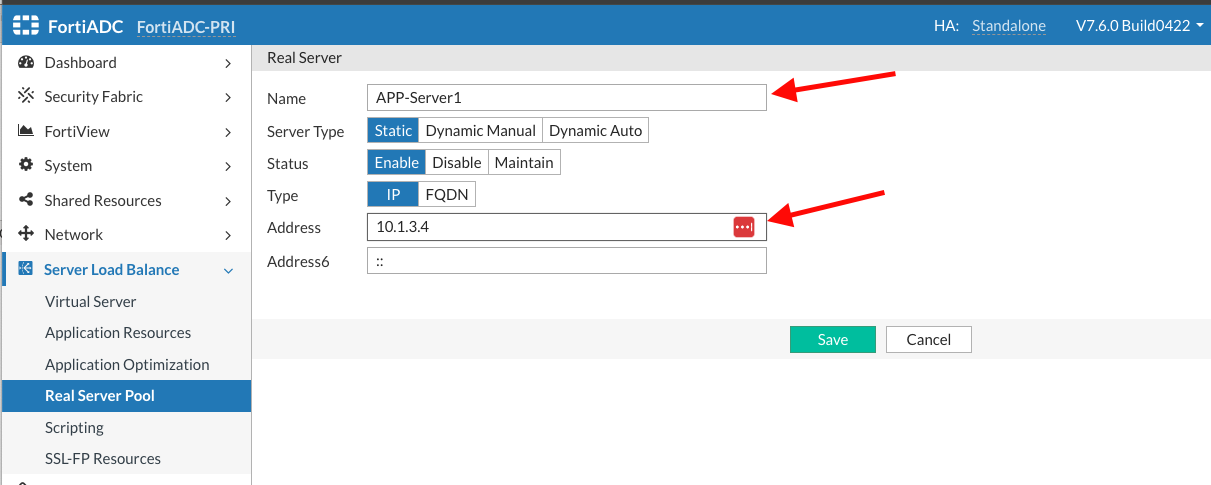 FortiADC FortiADC-PRI HA: Standalone V7.6.0 Build0422
Dashboard
Security Fabric
FortiView
System
Shared Resources
Network
Server Load Balance
Virtual Server
Application Resources
Application Optimization
Real Server Pool
Scripting
SSL-FP Resources
Real Server
Name APP-Server1
Server Type Static Dynamic Manual Dynamic Auto
Status Enable Disable Maintain
Type IP FQDN
Address 10.1.3.4
Address6 ::
Save Cancel